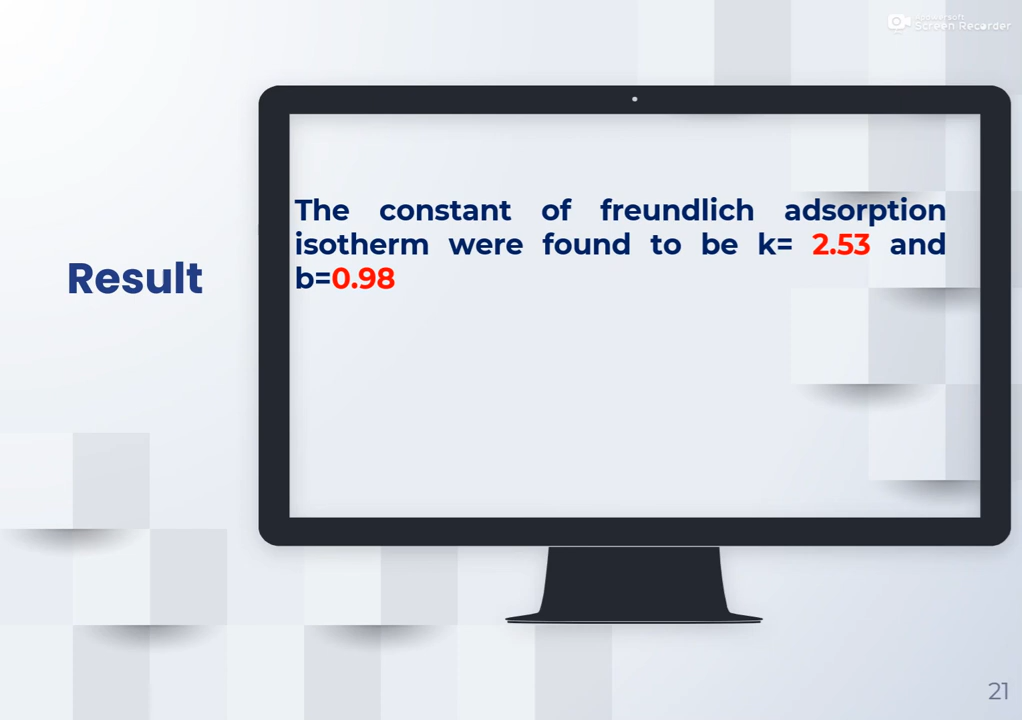 Screen Recorder
Result
The constant of freundlich adsorption
isotherm were found to be k= 2.53 and
b=0.98
21